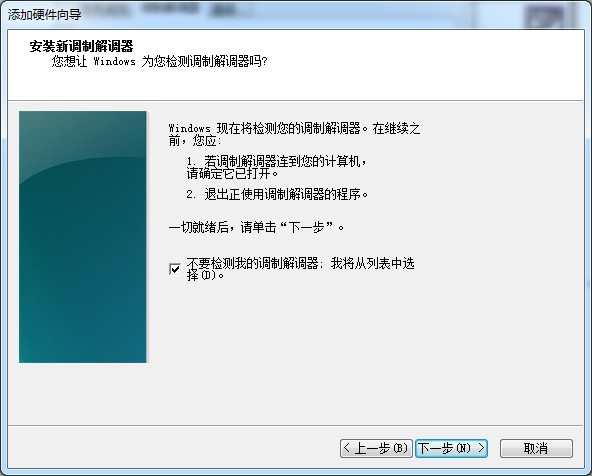 添加硬件向导
安装新调制解调器
您想让 Windows 为您检测调制解调器吗?
Windows 现在将检测您的调制解调器。在继续之
前，您应:
1. 若调制解调器连到您的计算机，
请确定它已打开。
2. 退出正使用调制解调器的程序。
一切就绪后，请单击“下一步”。
不要检测我的调制解调器; 我将从列表中选
择(D)。
< 上一步(B) 下一步(N) > 取消